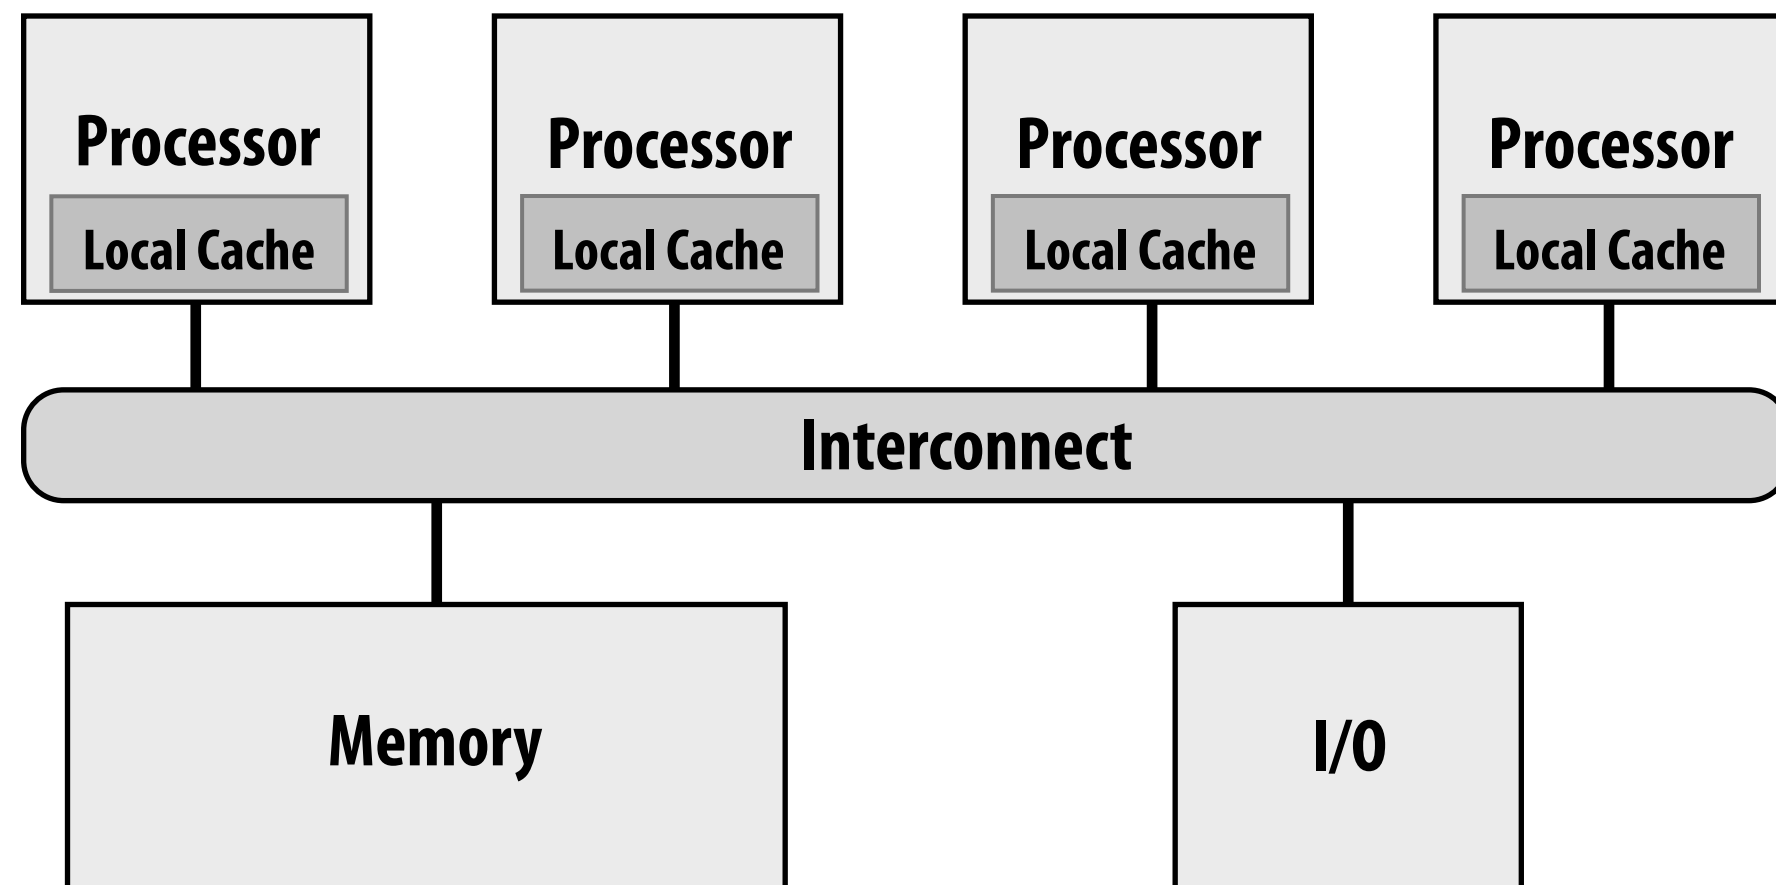 Processor
Processor
Processor
Processor
Local Cache
Local Cache
Local Cache
Local Cache
Interconnect
Memory
I/O